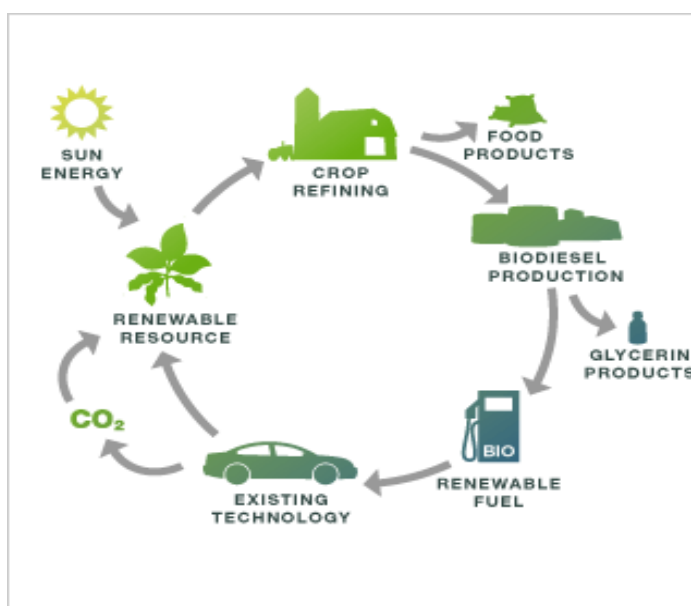 SUN
ENERGY
CROP
REFINING
FOOD
PRODUCTS
BIODIESEL
PRODUCTION
GLYCERIN
PRODUCTS
BIO
RENEWABLE
FUEL
EXISTING
TECHNOLOGY
CO₂
RENEWABLE
RESOURCE